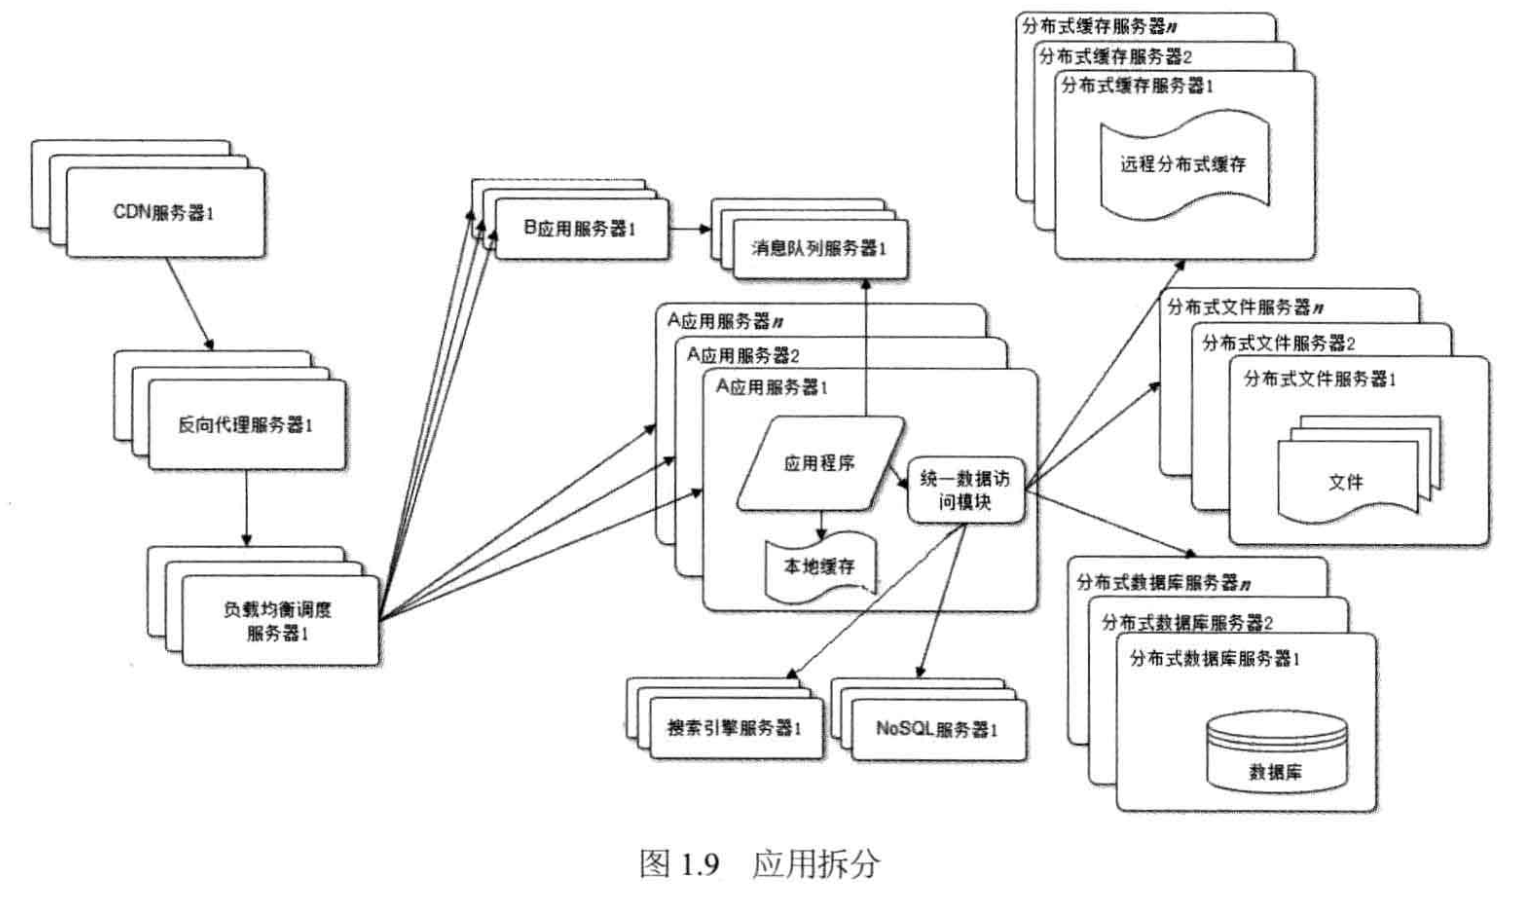 分布式缓存服务器n
分布式缓存服务器2
分布式缓存服务器1
远程分布式缓存
CDN服务器1
B应用服务器1
消息队列服务器1
A应用服务器n
A应用服务器2
A应用服务器1
分布式文件服务器n
分布式文件服务器2
分布式文件服务器1
反向代理服务器1
应用程序
统一数据访
问模块
文件
本地缓存
负载均衡调度
服务器1
分布式数据库服务器n
分布式数据库服务器2
分布式数据库服务器1
搜索引擎服务器1
NoSQL服务器1
数据库
图 1.9 应用拆分